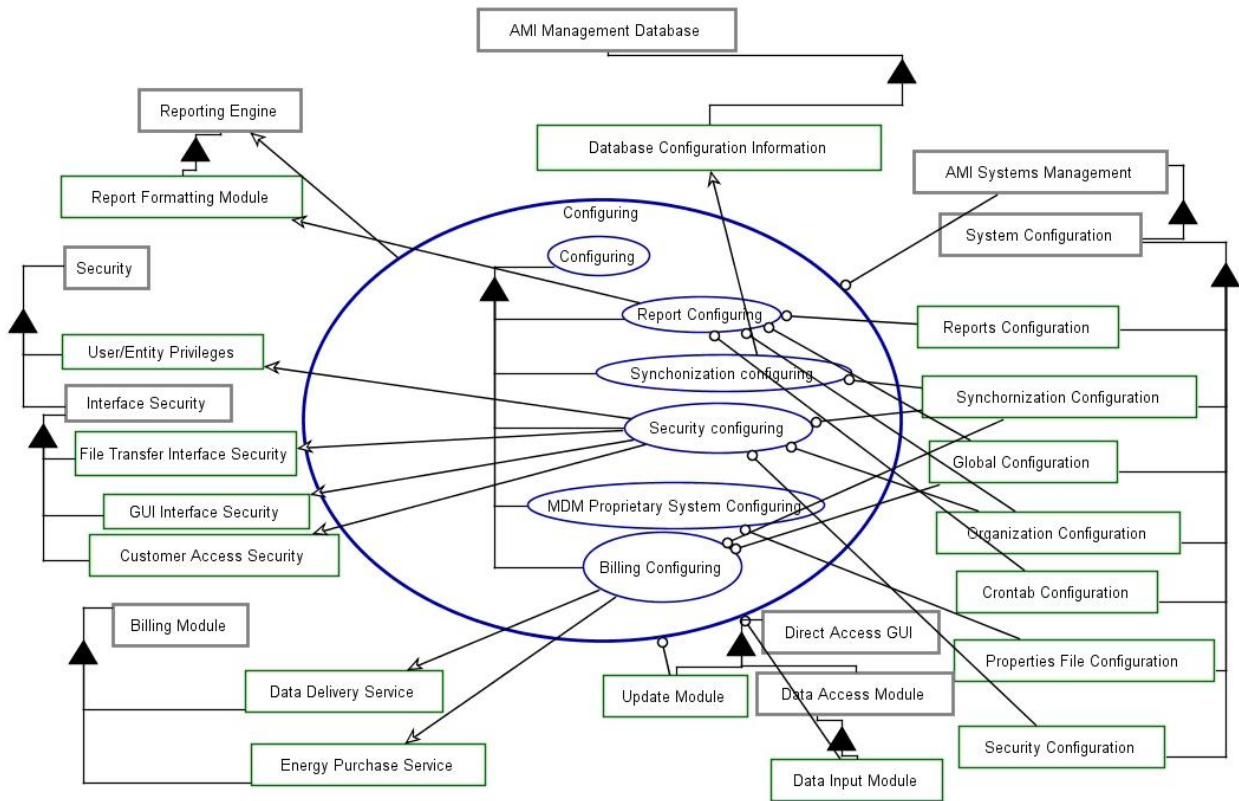 AMI Management Database
Reporting Engine
Database Configuration Information
AMI Systems Management
Report Formatting Module
Configuring
System Configuration
Configuring
Security
Report Configuring
Reports Configuration
User/Entity Privileges
Synchonization configuring
Synchornization Configuration
Interface Security
Security configuring
File Transfer Interface Security
Global Configuration
GUI Interface Security
MDM Proprietary System Configuring
Organization Configuration
Customer Access Security
Billing Configuring
Crontab Configuration
Billing Module
Direct Access GUI
Properties File Configuration
Data Delivery Service
Update Module
Data Access Module
Security Configuration
Energy Purchase Service
Data Input Module